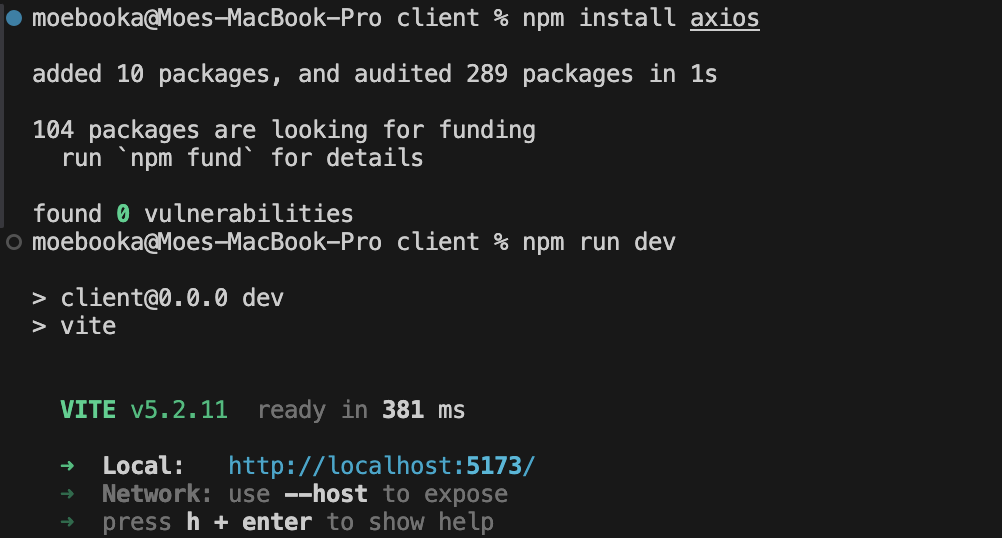 moebooka@Moes-MacBook-Pro client % npm install axios
added 10 packages, and audited 289 packages in 1s
104 packages are looking for funding
  run `npm fund` for details
found 0 vulnerabilities
moebooka@Moes-MacBook-Pro client % npm run dev
> client@0.0.0 dev
> vite
  VITE v5.2.11  ready in 381 ms
  ➜  Local:   http://localhost:5173/
  ➜  Network: use --host to expose
  ➜  press h + enter to show help